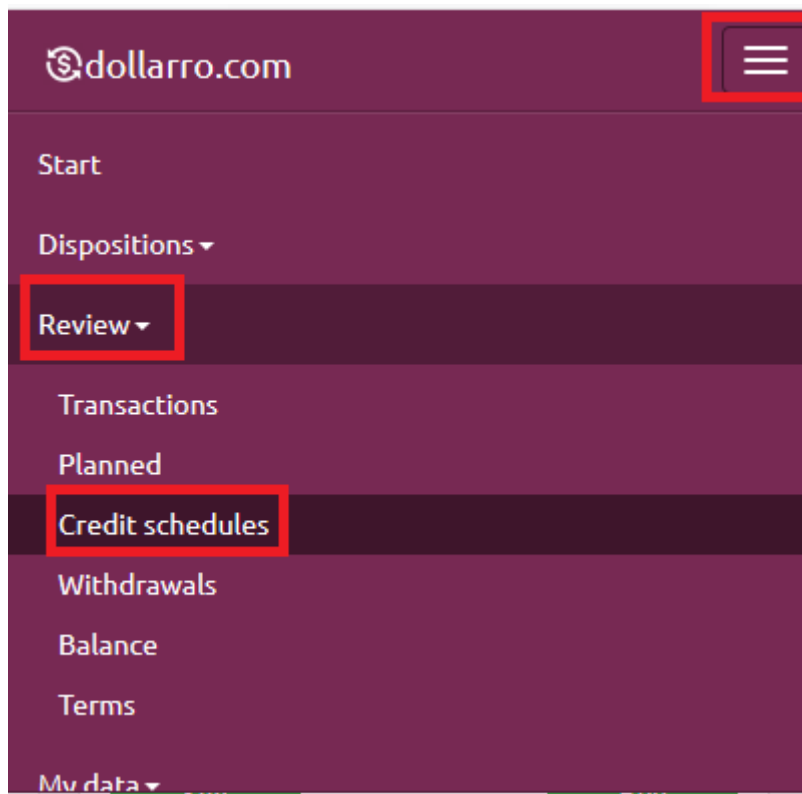 dollarro.com
Start
Dispositions
Review
Transactions
Planned
Credit schedules
Withdrawals
Balance
Terms
My data